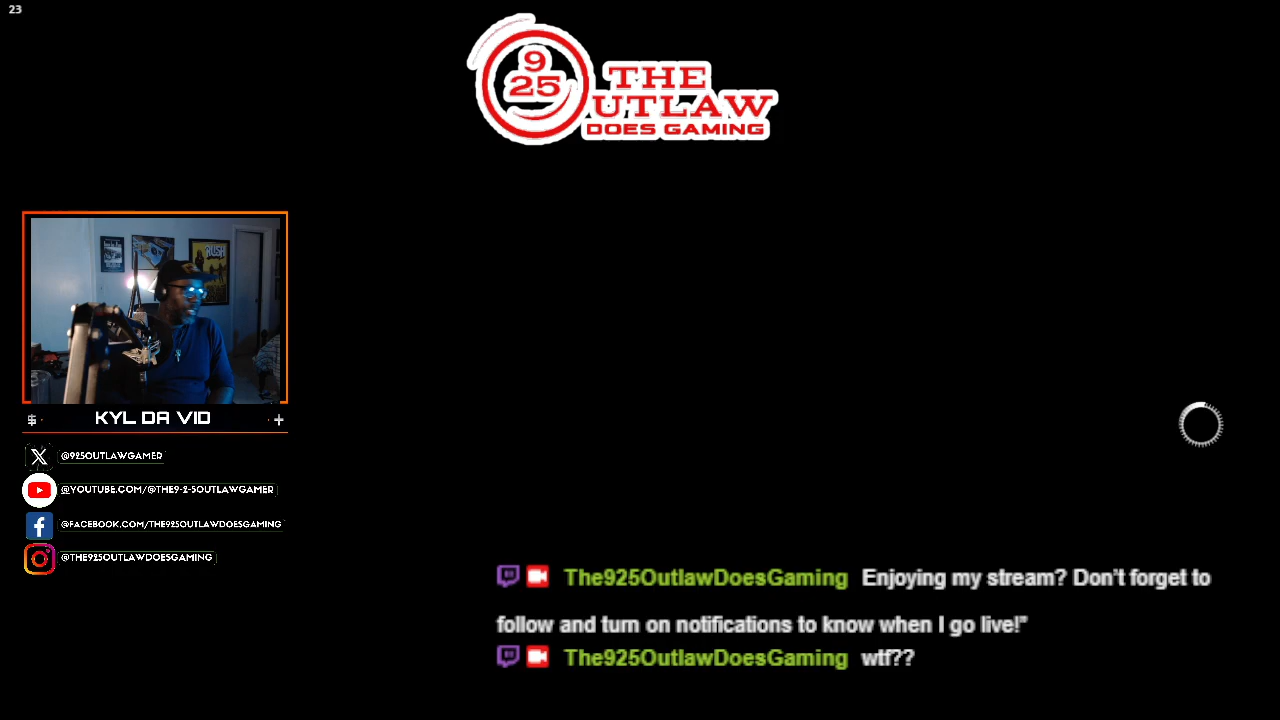 23
9
25
THE
OUTLAW
DOES GAMING
RUSH
KYL DA VID
@925OUTLAWGAMER
@YOUTUBE.COM/@THE9-2-5OUTLAWGAMER
@FACEBOOK.COM/THE925OUTLAWDOESGAMING
@THE925OUTLAWDOESGAMING
The925OutlawDoesGaming Enjoying my stream? Don't forget to
follow and turn on notifications to know when I go live!"
The925OutlawDoesGaming wtf??